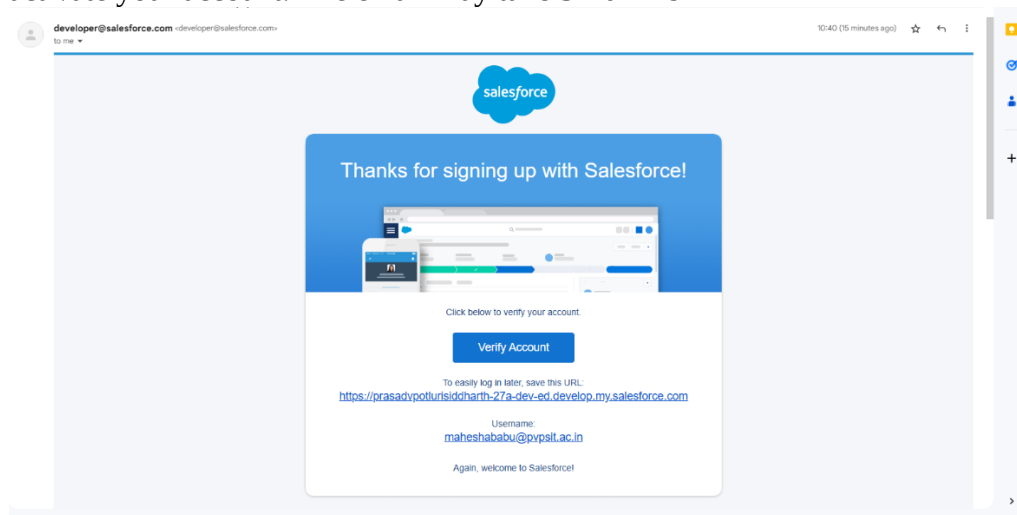 developer@salesforce.com <developer@salesforce.com>
10:40 (15 minutes ago)
to me
salesforce
Thanks for signing up with Salesforce!
Click below to verify your account.
Verify Account
To easily log in later, save this URL:
https://prasadvpotlurisiddharth-27a-dev-ed.develop.my.salesforce.com
Username:
maheshababu@pvpsit.ac.in
Again, welcome to Salesforce!